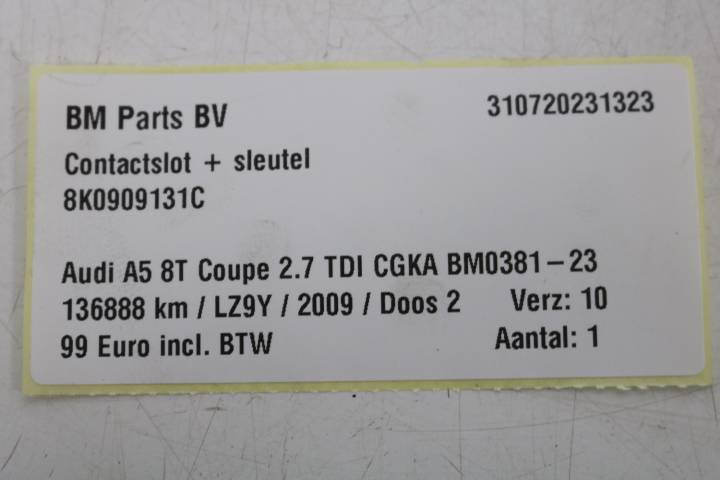 BM Parts BV 310720231323
Contactslot + sleutel
8K0909131C
Audi A5 8T Coupe 2.7 TDI CGKA BM0381-23
136888 km / LZ9Y / 2009 / Doos 2 Verz: 10
99 Euro incl. BTW Aantal: 1